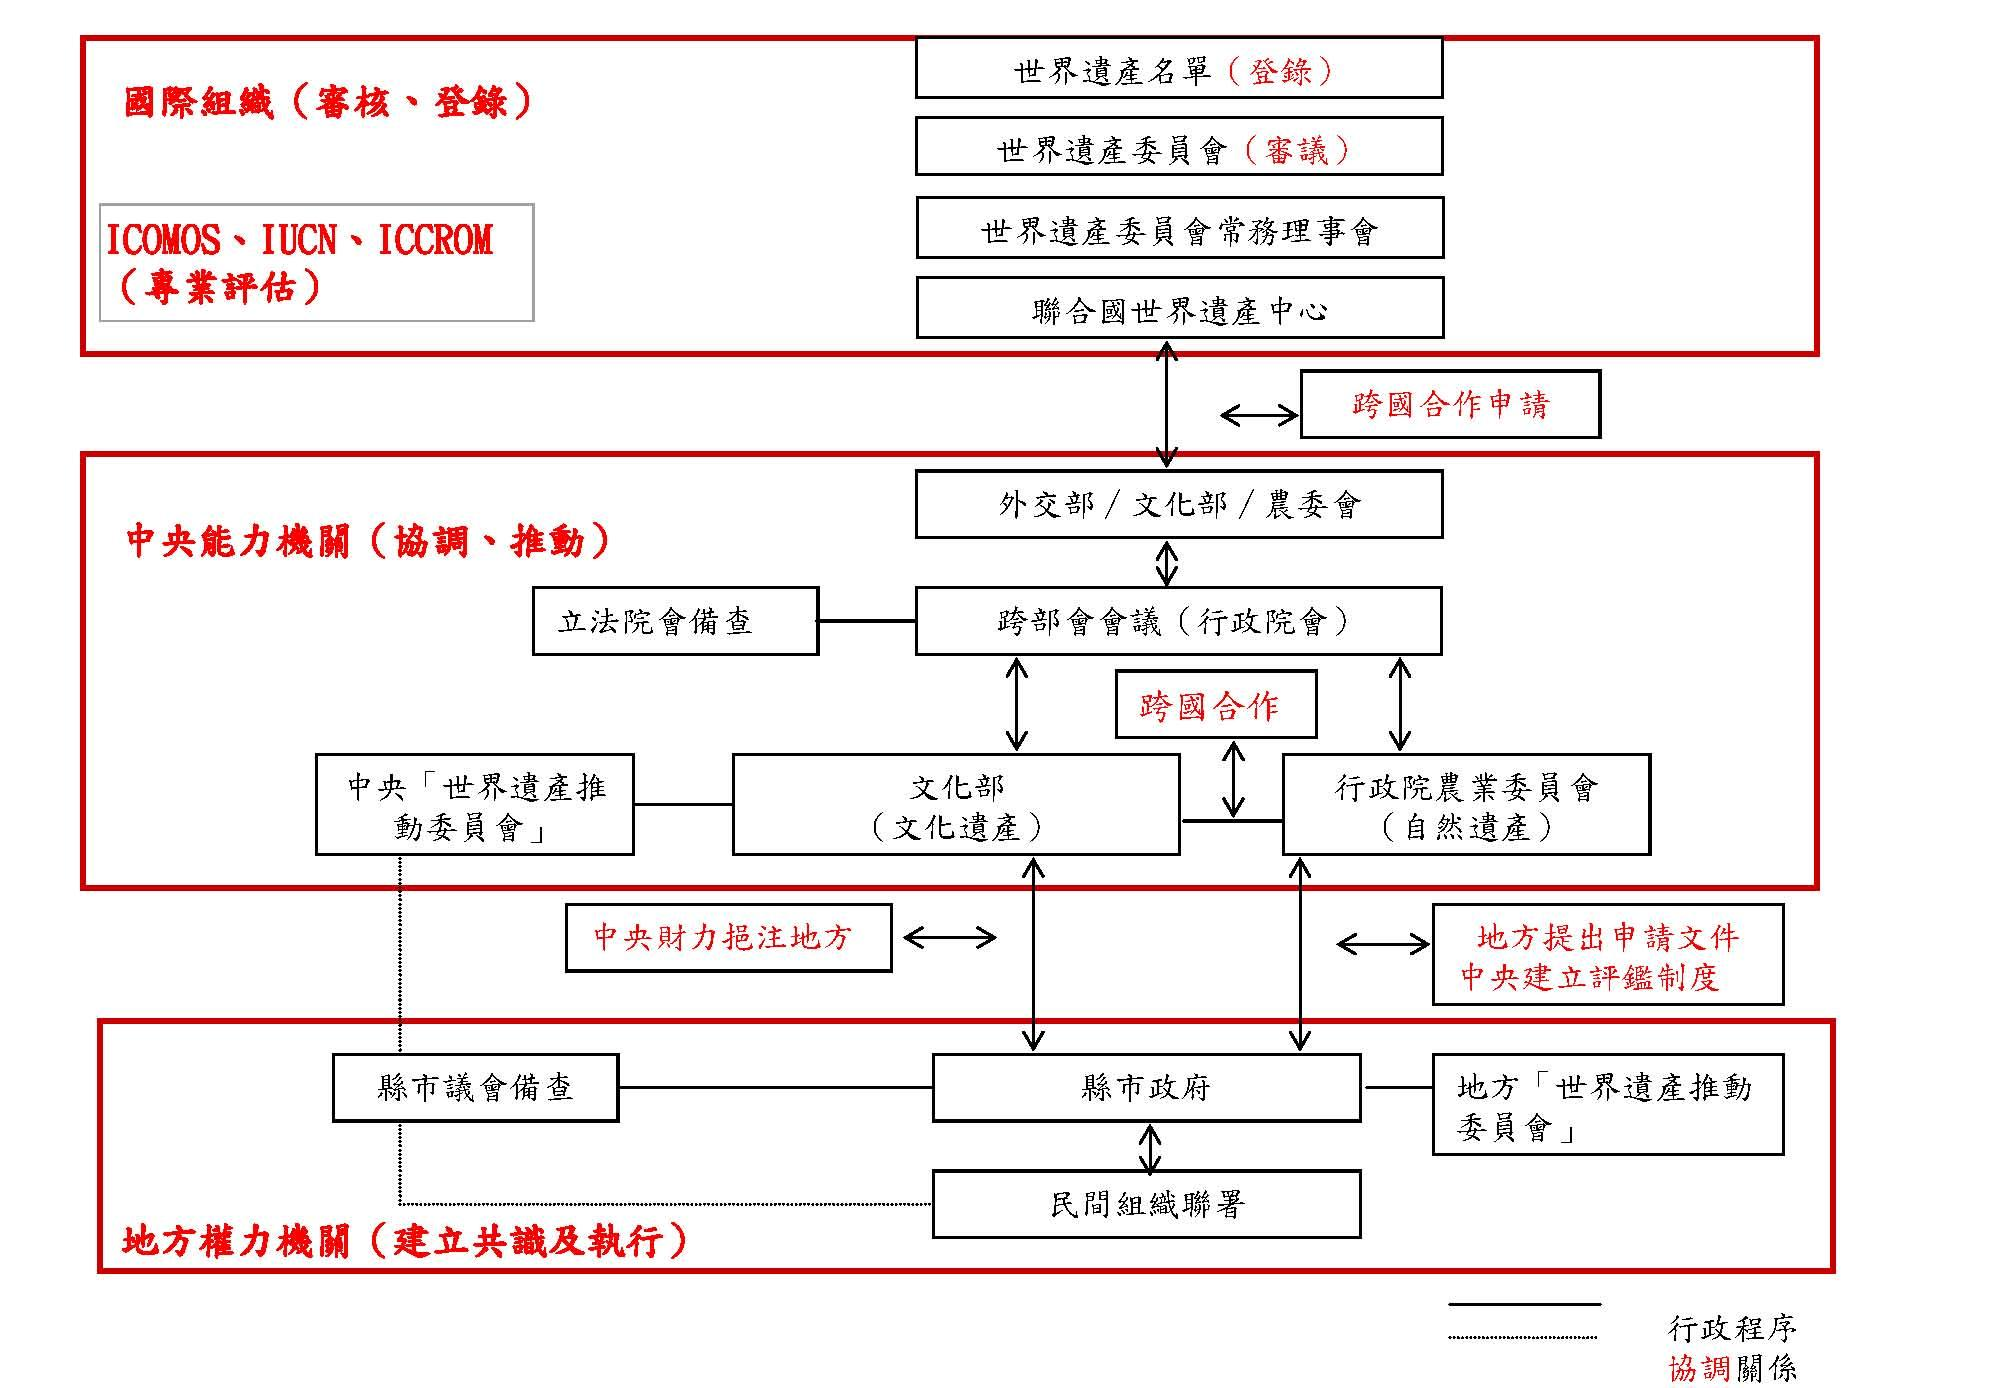 世界遺產名單（登錄）
國際組織（審核、登錄）
世界遺產委員會（審議）
世界遺產委員會常務理事會
ICOMOS、IUCN、ICCROM
（專業評估）
聯合國世界遺產中心
跨國合作申請
外交部／文化部／農委會
中央能力機關（協調、推動）
立法院會備查
跨部會會議（行政院會）
跨國合作
中央「世界遺產推
動委員會」
文化部
（文化遺產）
行政院農業委員會
（自然遺產）
中央財力挹注地方
地方提出申請文件
中央建立評鑑制度
縣市議會備查
縣市政府
地方「世界遺產推動
委員會」
民間組織聯署
地方權力機關（建立共識及執行）
行政程序
協調關係